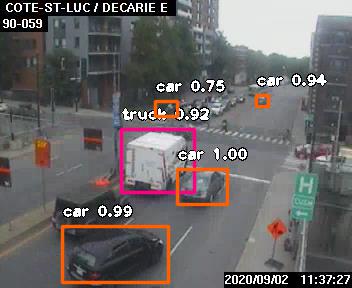 COTE-ST-LUC / DECARIE E
90-059
car 0.75
car 0.94
truck 0.92
car 1.00
car 0.99
H
CUSM
2020/09/02 11:37:27